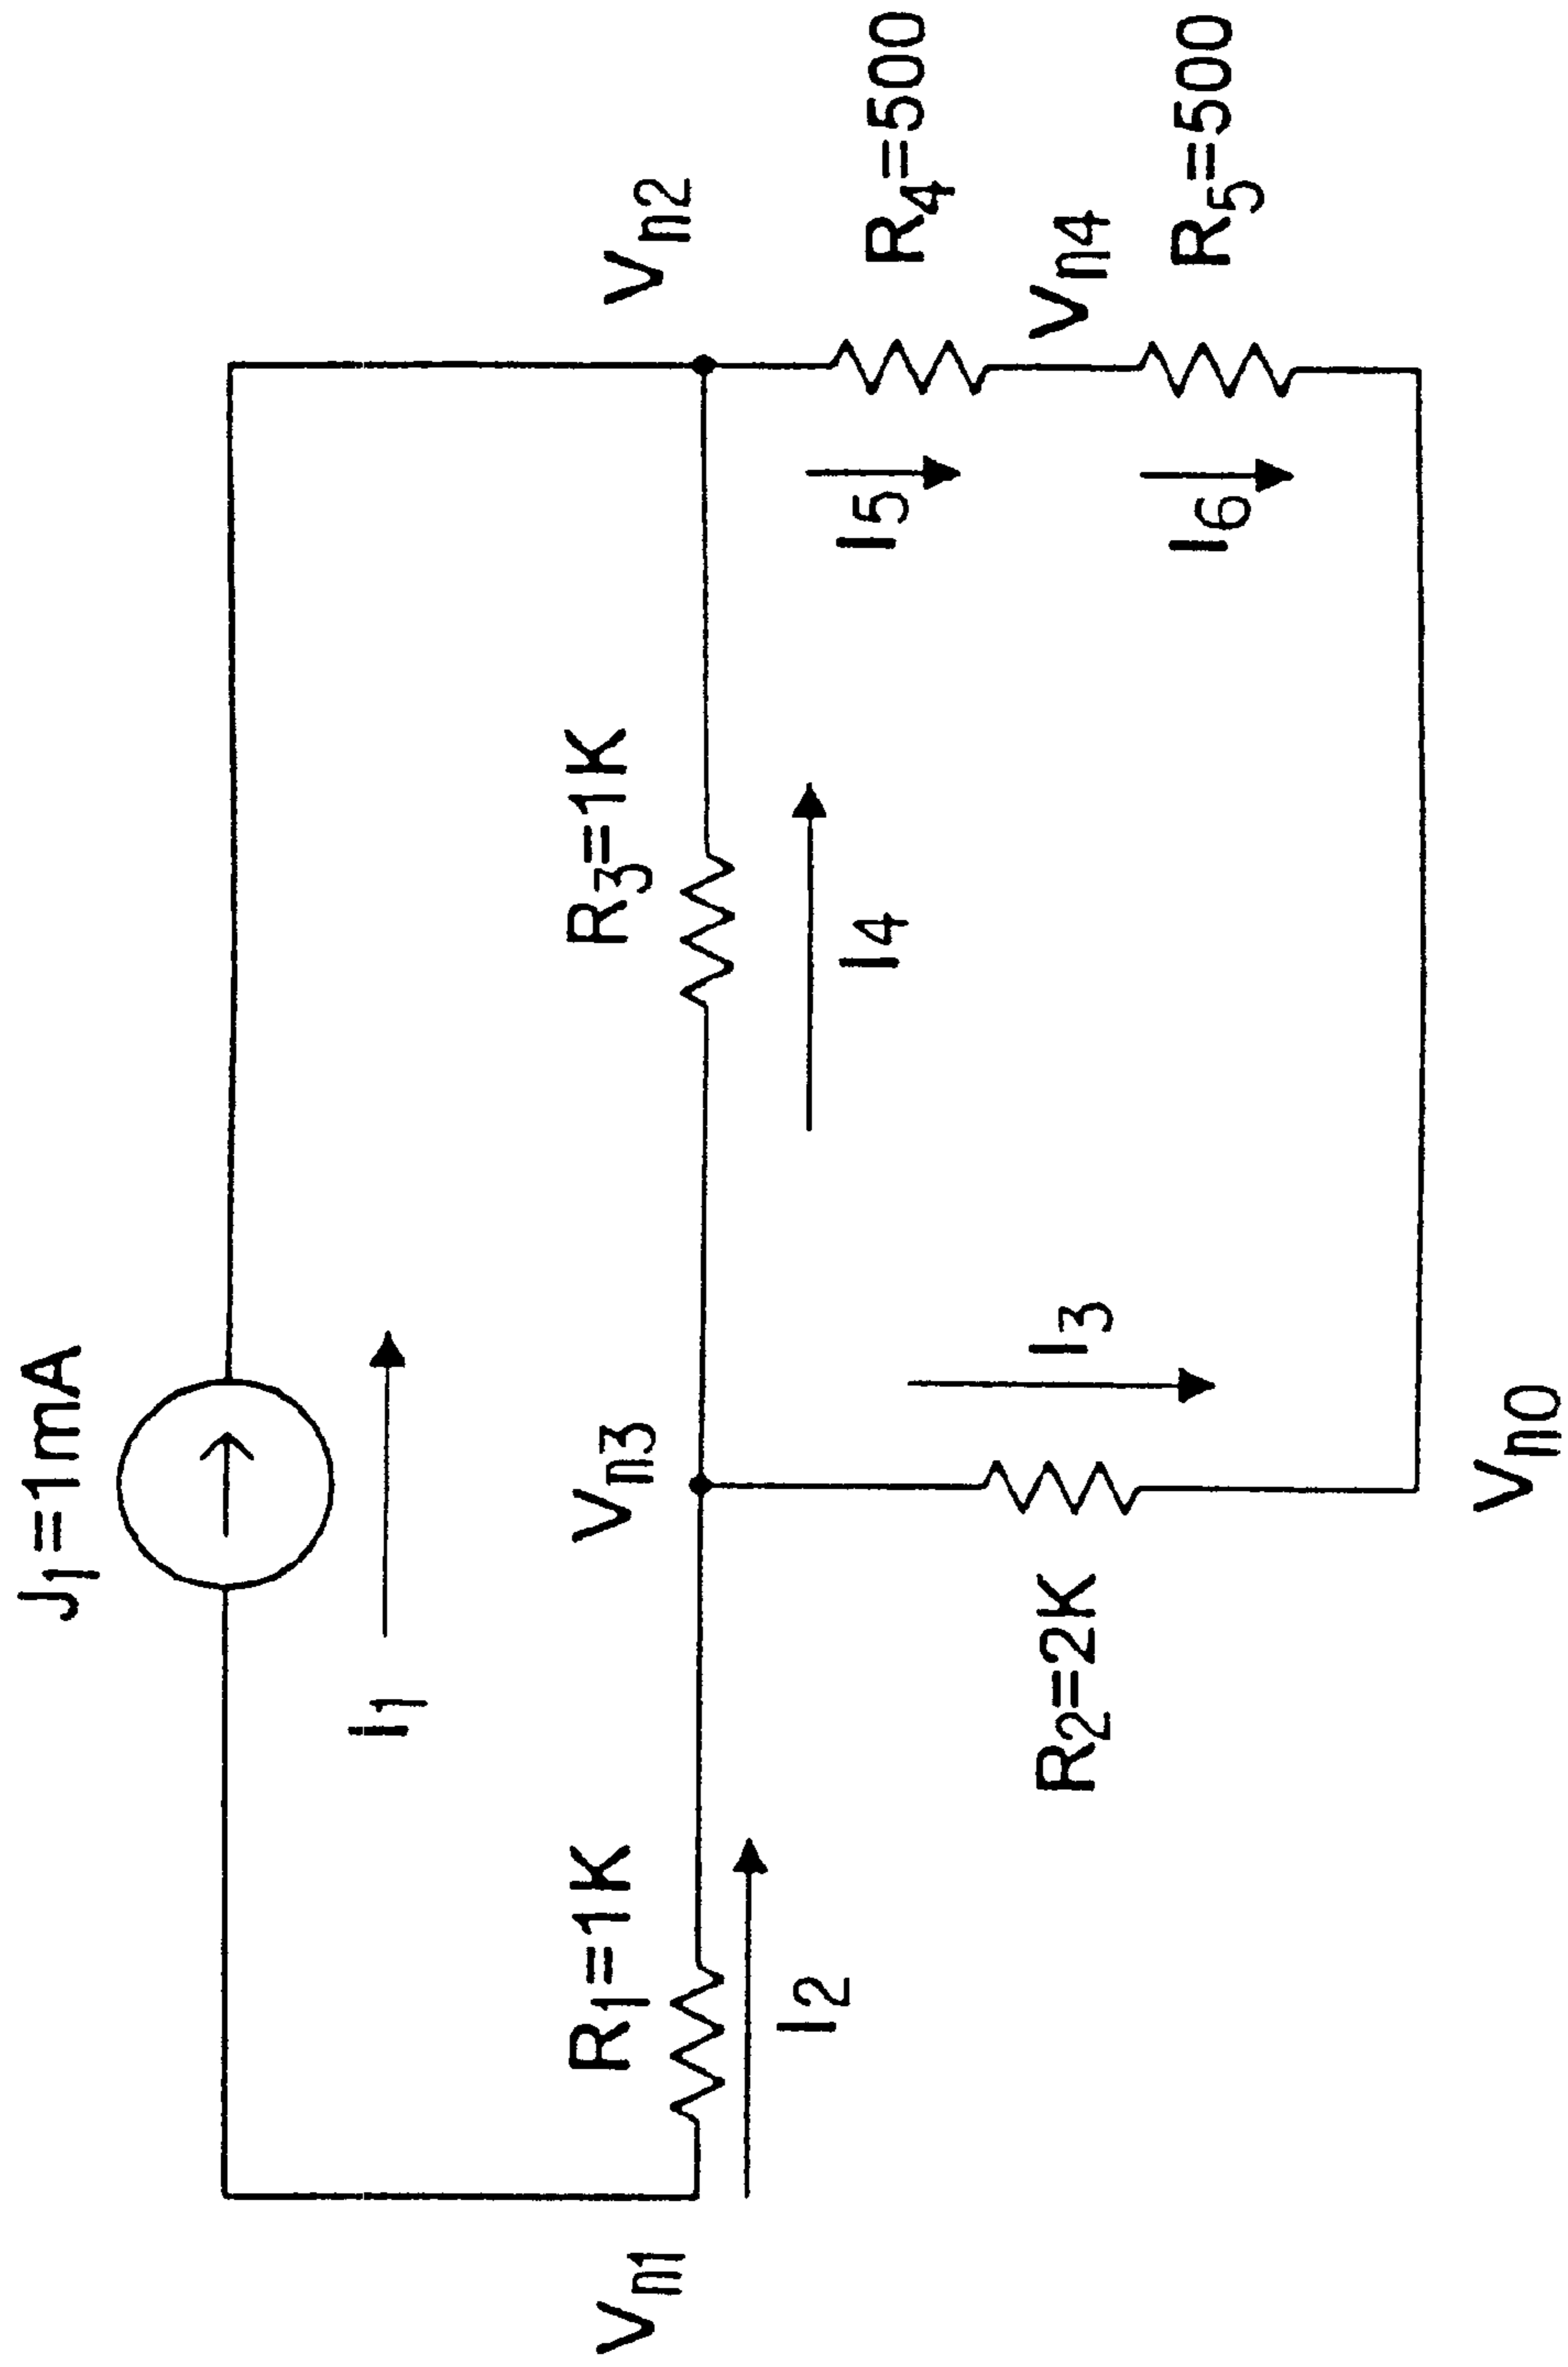 J1=1mA
i1
Vn1
R1=1K
I2
Vn3
R3=1K
I4
Vn2
R2=2K
I3
I5
R4=500
Vn4
I6
R5=500
Vn0